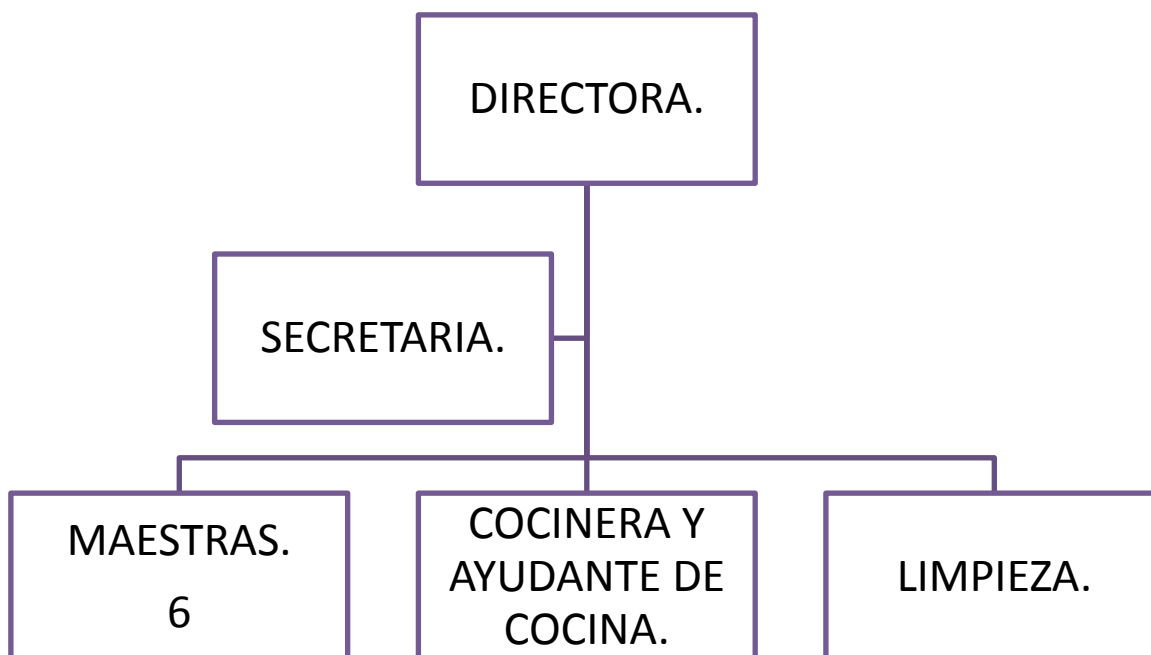 DIRECTORA.
SECRETARIA.
MAESTRAS.
6
COCINERA Y
AYUDANTE DE
COCINA.
LIMPIEZA.